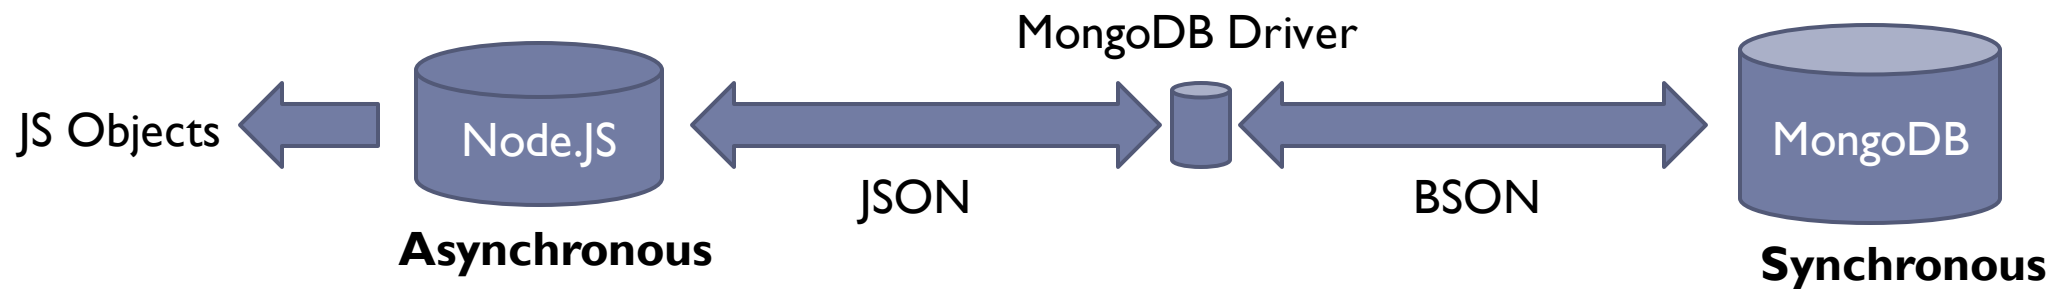 MongoDB Driver
JS Objects
Node.JS
MongoDB
JSON
BSON
Asynchronous
Synchronous